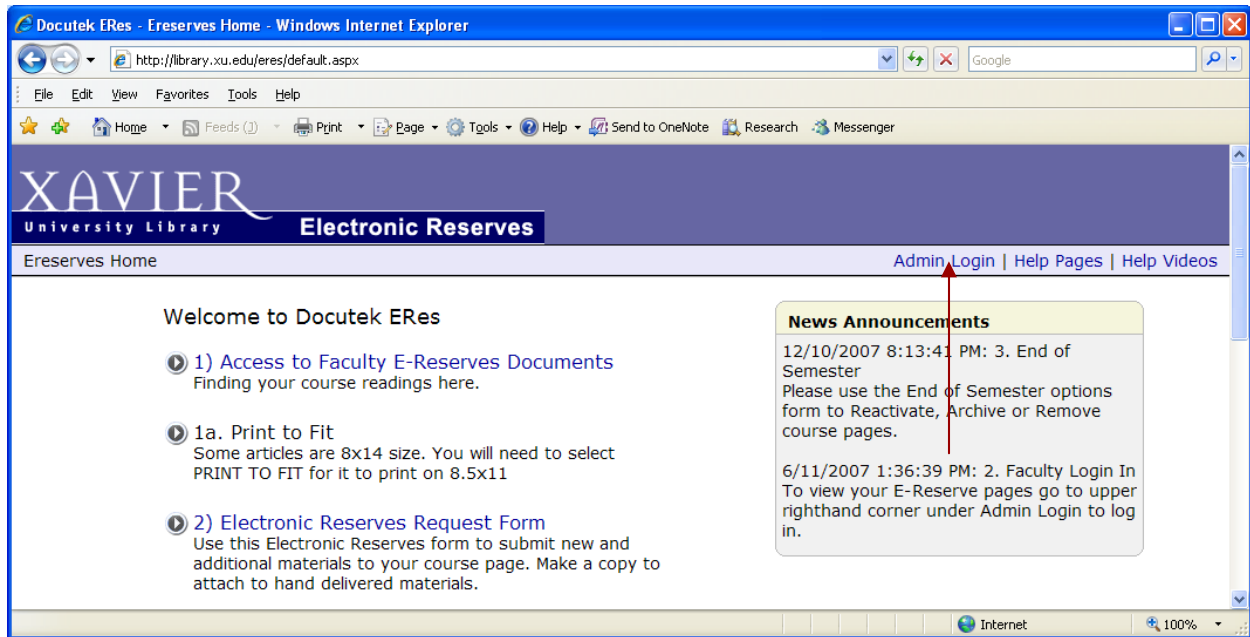 Docutek ERes - Ereserves Home - Windows Internet Explorer
http://library.xu.edu/eres/default.aspx
Google
File Edit View Favorites Tools Help
Home Feeds (J) Print Page Tools Help Send to OneNote Research Messenger
XAVIER
University Library Electronic Reserves
Ereserves Home
Admin Login | Help Pages | Help Videos
Welcome to Docutek ERes
1) Access to Faculty E-Reserves Documents
Finding your course readings here.
1a. Print to Fit
Some articles are 8x14 size. You will need to select
PRINT TO FIT for it to print on 8.5x11
2) Electronic Reserves Request Form
Use this Electronic Reserves form to submit new and
additional materials to your course page. Make a copy to
attach to hand delivered materials.
News Announcements
12/10/2007 8:13:41 PM: 3. End of
Semester
Please use the End of Semester options
form to Reactivate, Archive or Remove
course pages.
6/11/2007 1:36:39 PM: 2. Faculty Login In
To view your E-Reserve pages go to upper
righthand corner under Admin Login to log
in.
Internet 100%